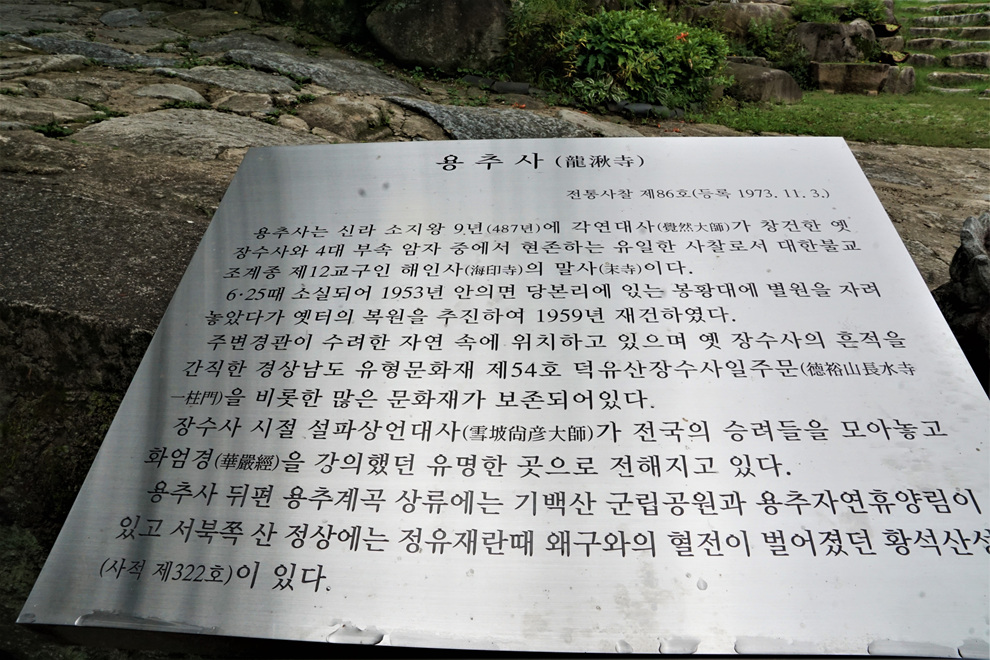 용추사(龍湫寺)
전통사찰 제86호(등록 1973. 11. 3.)
용추사는 신라 소지왕 9년(487년)에 각연대사(覺然大師)가 창건한 옛
장수사와 4대 부속 암자 중에서 현존하는 유일한 사찰로서 대한불교
조계종 제12교구인 해인사(海印寺)의 말사(末寺)이다.
6·25때 소실되어 1953년 안의면 당본리에 있는 봉황대에 별원을 차려
놓았다가 옛터의 복원을 추진하여 1959년 재건하였다.
주변경관이 수려한 자연 속에 위치하고 있으며 옛 장수사의 흔적을
간직한 경상남도 유형문화재 제54호 덕유산장수사일주문(德裕山長水寺
一柱門)을 비롯한 많은 문화재가 보존되어있다.
장수사 시절 설파상언대사(雪坡尙彦大師)가 전국의 승려들을 모아놓고
화엄경(華嚴經)을 강의했던 유명한 곳으로 전해지고 있다.
용추사 뒤편 용추계곡 상류에는 기백산 군립공원과 용추자연휴양림이
있고 서북쪽 산 정상에는 정유재란때 왜구와의 혈전이 벌어졌던 황석산성
(사적 제322호)이 있다.